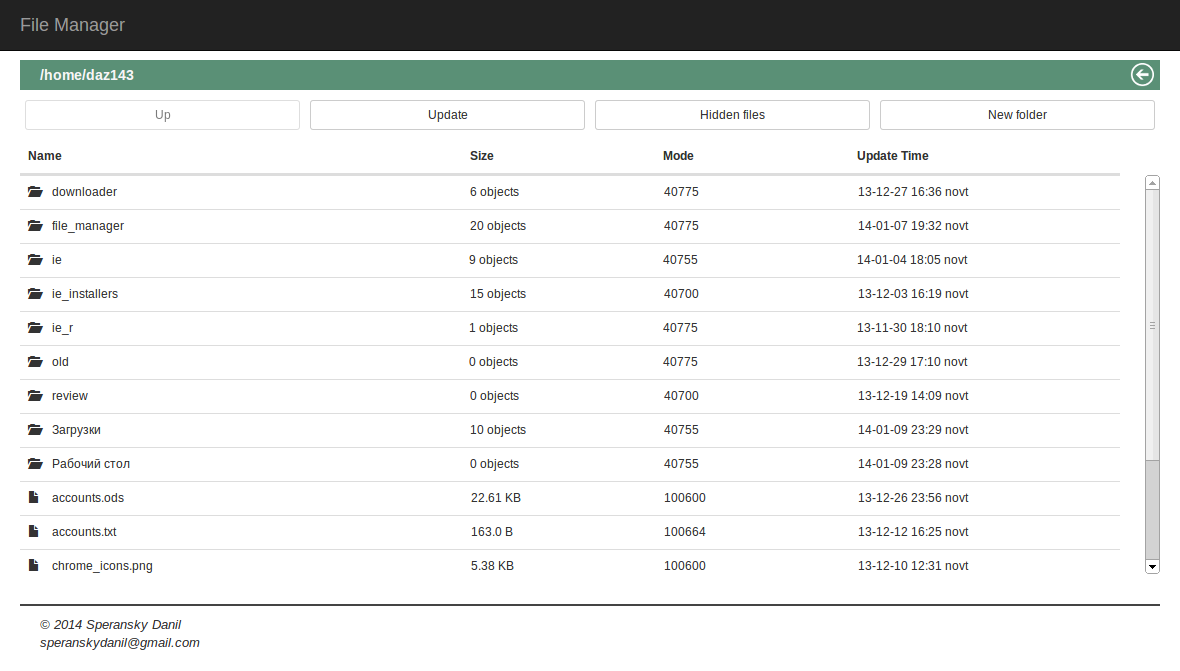 File Manager
/home/daz143
Up Update Hidden files New folder
Name Size Mode Update Time
downloader 6 objects 40775 13-12-27 16:36 novt
file_manager 20 objects 40775 14-01-07 19:32 novt
ie 9 objects 40755 14-01-04 18:05 novt
ie_installers 15 objects 40700 13-12-03 16:19 novt
ie_r 1 objects 40775 13-11-30 18:10 novt
old 0 objects 40775 13-12-29 17:10 novt
review 0 objects 40700 13-12-19 14:09 novt
Загрузки 10 objects 40755 14-01-09 23:29 novt
Рабочий стол 0 objects 40755 14-01-09 23:28 novt
accounts.ods 22.61 KB 100600 13-12-26 23:56 novt
accounts.txt 163.0 B 100664 13-12-12 16:25 novt
chrome_icons.png 5.38 KB 100600 13-12-10 12:31 novt
© 2014 Speransky Danil
speranskydanil@gmail.com